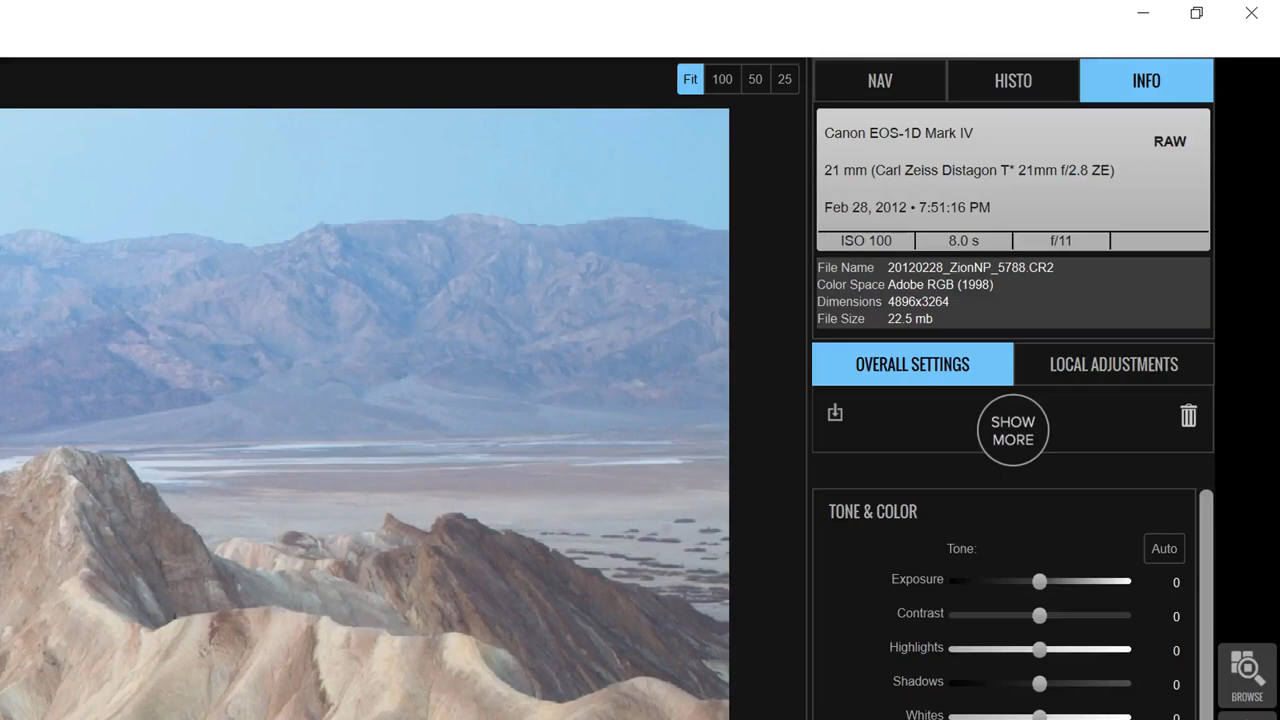 Fit 100 50 25
NAV HISTO INFO
Canon EOS-1D Mark IV
RAW
21 mm (Carl Zeiss Distagon T* 21mm f/2.8 ZE)
Feb 28, 2012 • 7:51:16 PM
ISO 100 8.0 s f/11
File Name 20120228_ZionNP_5788.CR2
Color Space Adobe RGB (1998)
Dimensions 4896x3264
File Size 22.5 mb
OVERALL SETTINGS LOCAL ADJUSTMENTS
SHOW
MORE
TONE & COLOR
Tone: Auto
Exposure 0
Contrast 0
Highlights 0
Shadows 0
Whites
BROWSE